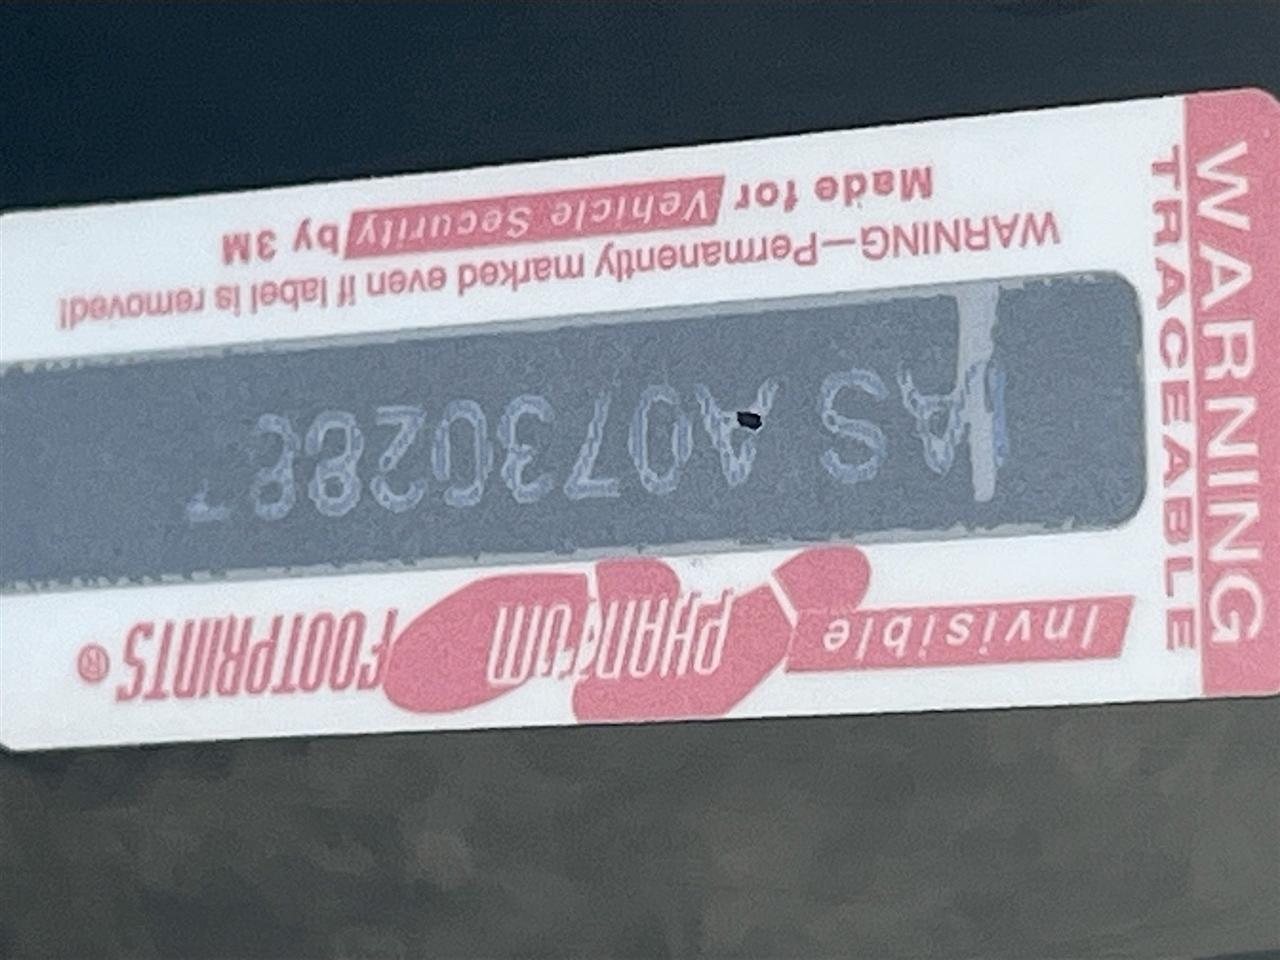 Invisible PHANTOM FOOTPRINTS®
AS A073028
WARNING—Permanently marked even if label is removed!
Made for Vehicle Security by 3M
WARNING
TRACEABLE